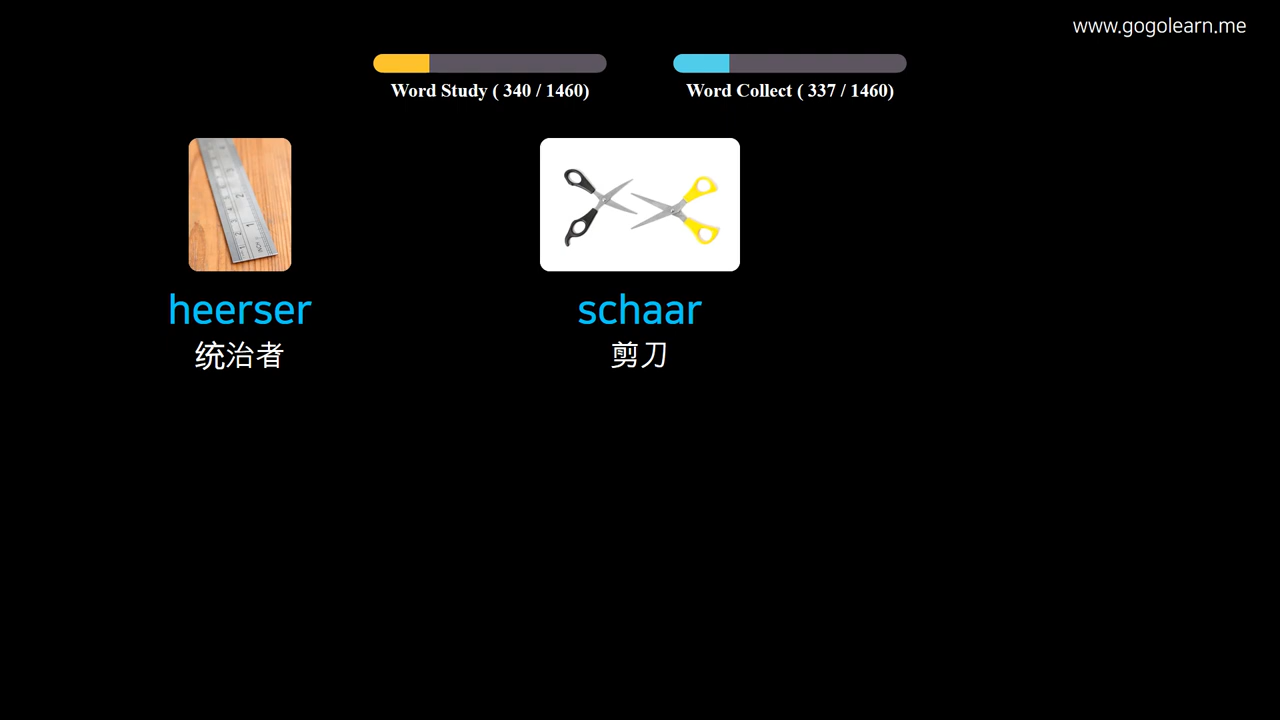 www.gogolearn.me
Word Study ( 340 / 1460)
Word Collect ( 337 / 1460)
heerser
统治者
schaar
剪刀